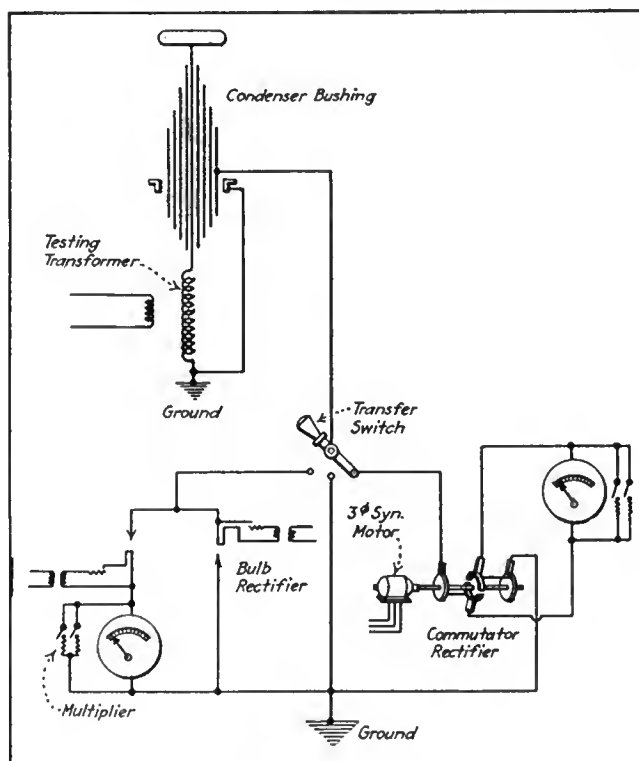 Condenser Bushing
Testing
Transformer
Ground
Transfer
Switch
3ϕ Syn.
Motor
Bulb
Rectifier
Commutator
Rectifier
Multiplier
Ground